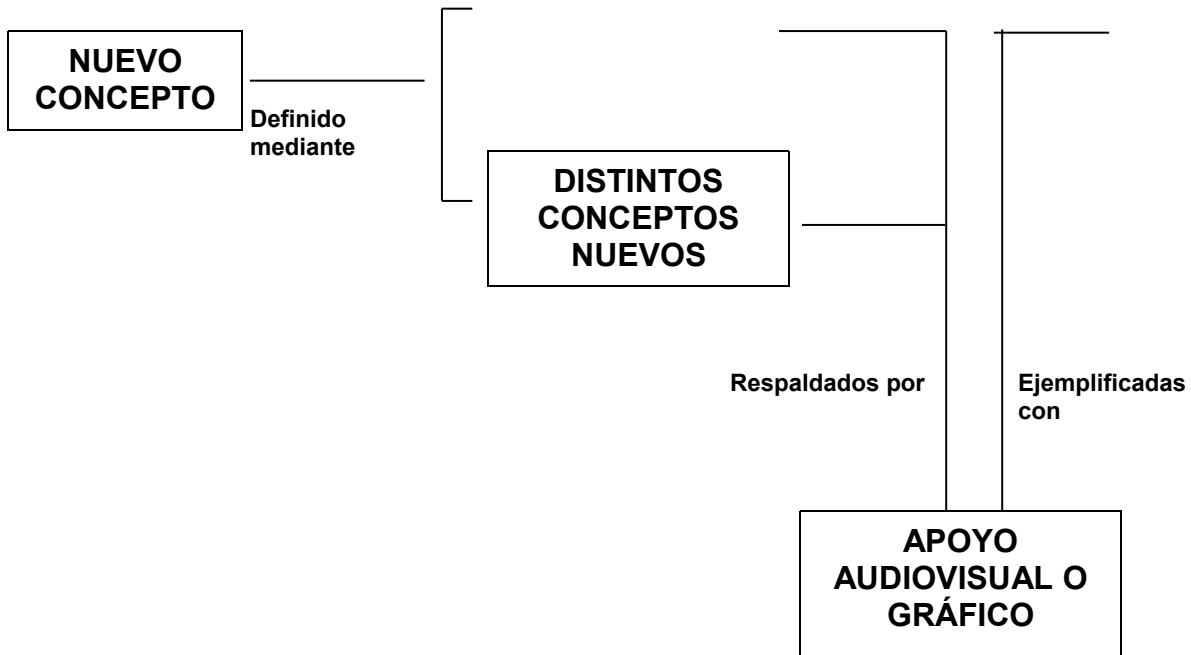 NUEVO
CONCEPTO
Definido
mediante
DISTINTOS
CONCEPTOS
NUEVOS
Respaldados por
Ejemplificadas
con
APOYO
AUDIOVISUAL O
GRÁFICO